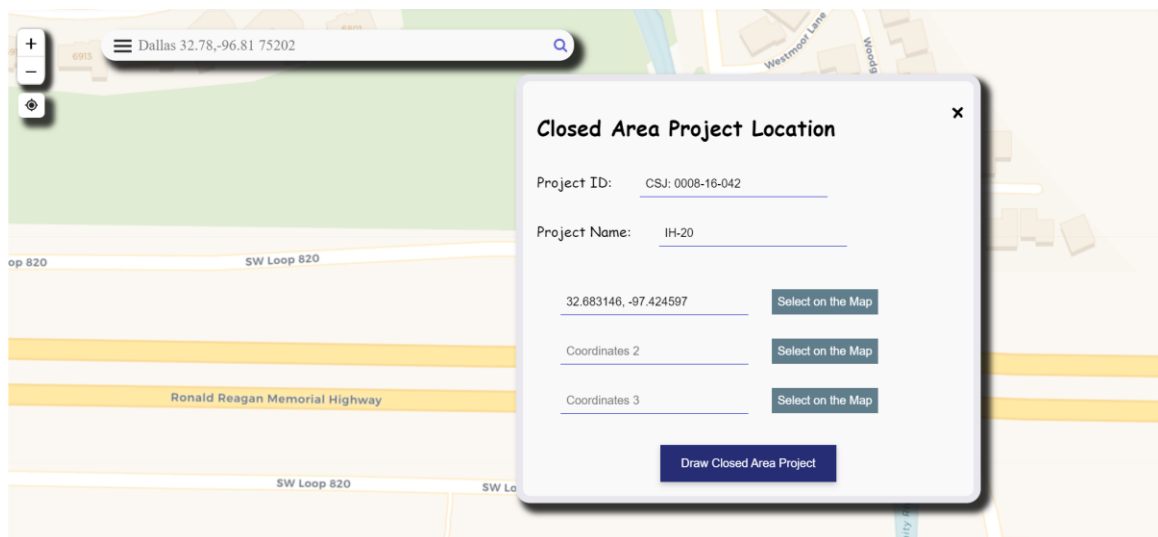 +
−
6913
Dallas 32.78,-96.81 75202
Westmoor Lane
Closed Area Project Location
×
Project ID: CSJ: 0008-16-042
Project Name: IH-20
op 820
SW Loop 820
32.683146, -97.424597 Select on the Map
Coordinates 2 Select on the Map
Coordinates 3 Select on the Map
Ronald Reagan Memorial Highway
Draw Closed Area Project
SW Loop 820
SW Lo